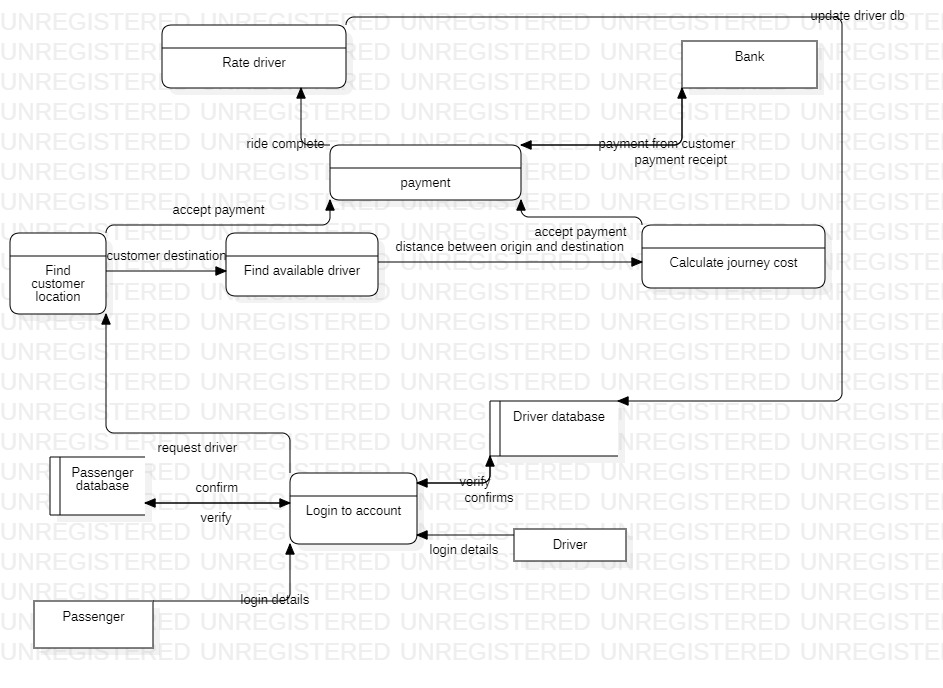 update driver db
Rate driver
Bank
ride complete
payment from customer
payment receipt
payment
accept payment
accept payment
distance between origin and destination
customer destination
Find
customer
location
Find available driver
Calculate journey cost
Driver database
request driver
Passenger
database
confirm
verify
verify
confirms
Login to account
login details
Driver
login details
Passenger
UNREGISTERED